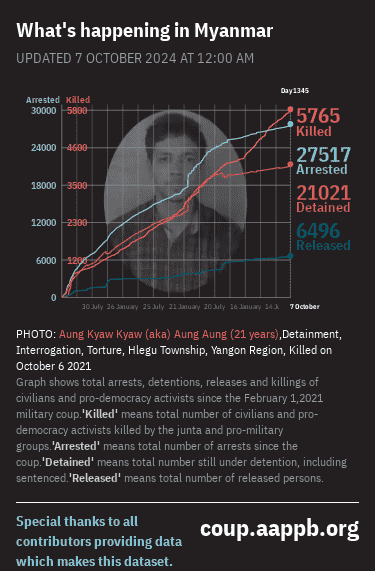 What's happening in Myanmar
UPDATED 7 OCTOBER 2024 AT 12:00 AM
Day1345
Arrested Killed
30000 5800
24000 4600
18000 3500
12000 2300
6000 1200
0
5765
Killed
27517
Arrested
21021
Detained
6496
Released
30 July 26 January 25 July 21 January 20 July 16 January 14 Ju 7 October
PHOTO: Aung Kyaw Kyaw (aka) Aung Aung (21 years),Detainment,
Interrogation, Torture, Hlegu Township, Yangon Region, Killed on
October 6 2021
Graph shows total arrests, detentions, releases and killings of
civilians and pro-democracy activists since the February 1,2021
military coup.'Killed' means total number of civilians and pro-
democracy activists killed by the junta and pro-military
groups.'Arrested' means total number of arrests since the
coup.'Detained' means total number still under detention, including
sentenced.'Released' means total number of released persons.
Special thanks to all
contributors providing data
which makes this dataset.
coup.aappb.org